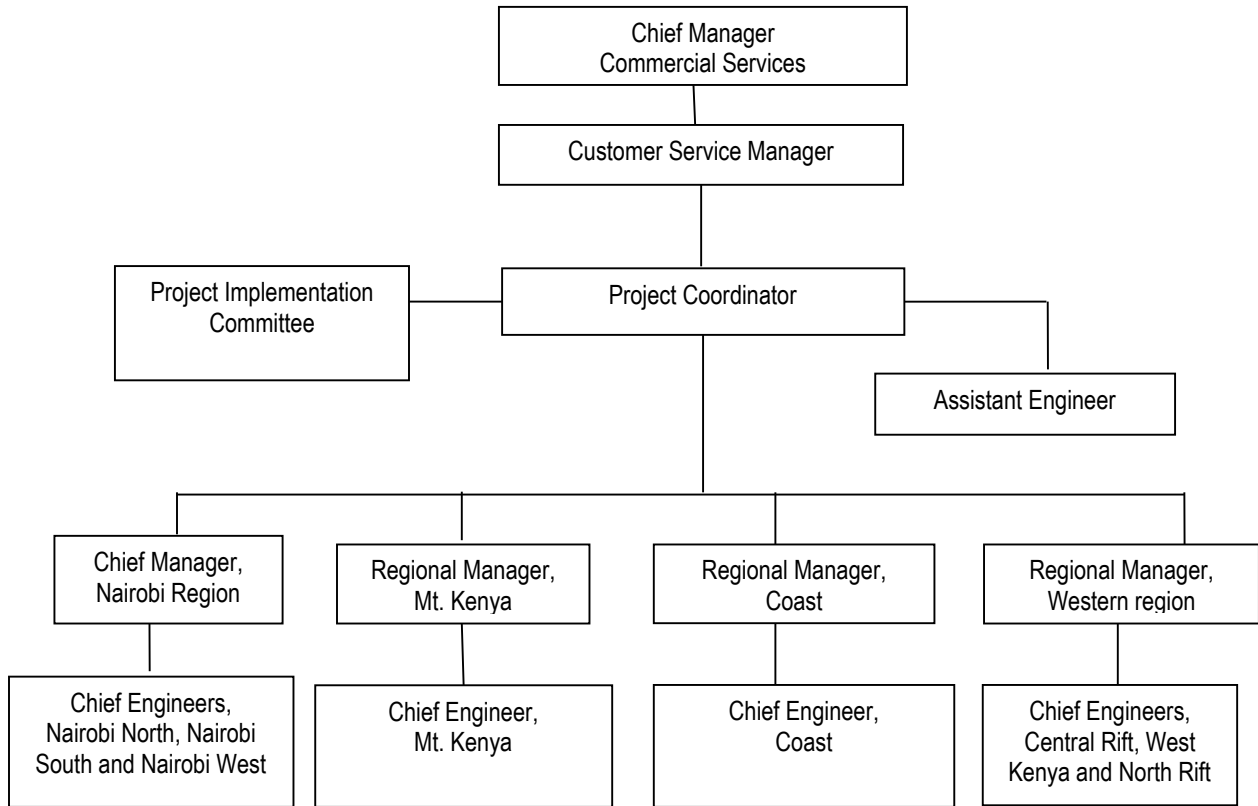 Chief Manager
Commercial Services
Customer Service Manager
Project Implementation
Committee
Project Coordinator
Assistant Engineer
Chief Manager,
Nairobi Region
Regional Manager,
Mt. Kenya
Regional Manager,
Coast
Regional Manager,
Western region
Chief Engineers,
Nairobi North, Nairobi
South and Nairobi West
Chief Engineer,
Mt. Kenya
Chief Engineer,
Coast
Chief Engineers,
Central Rift, West
Kenya and North Rift